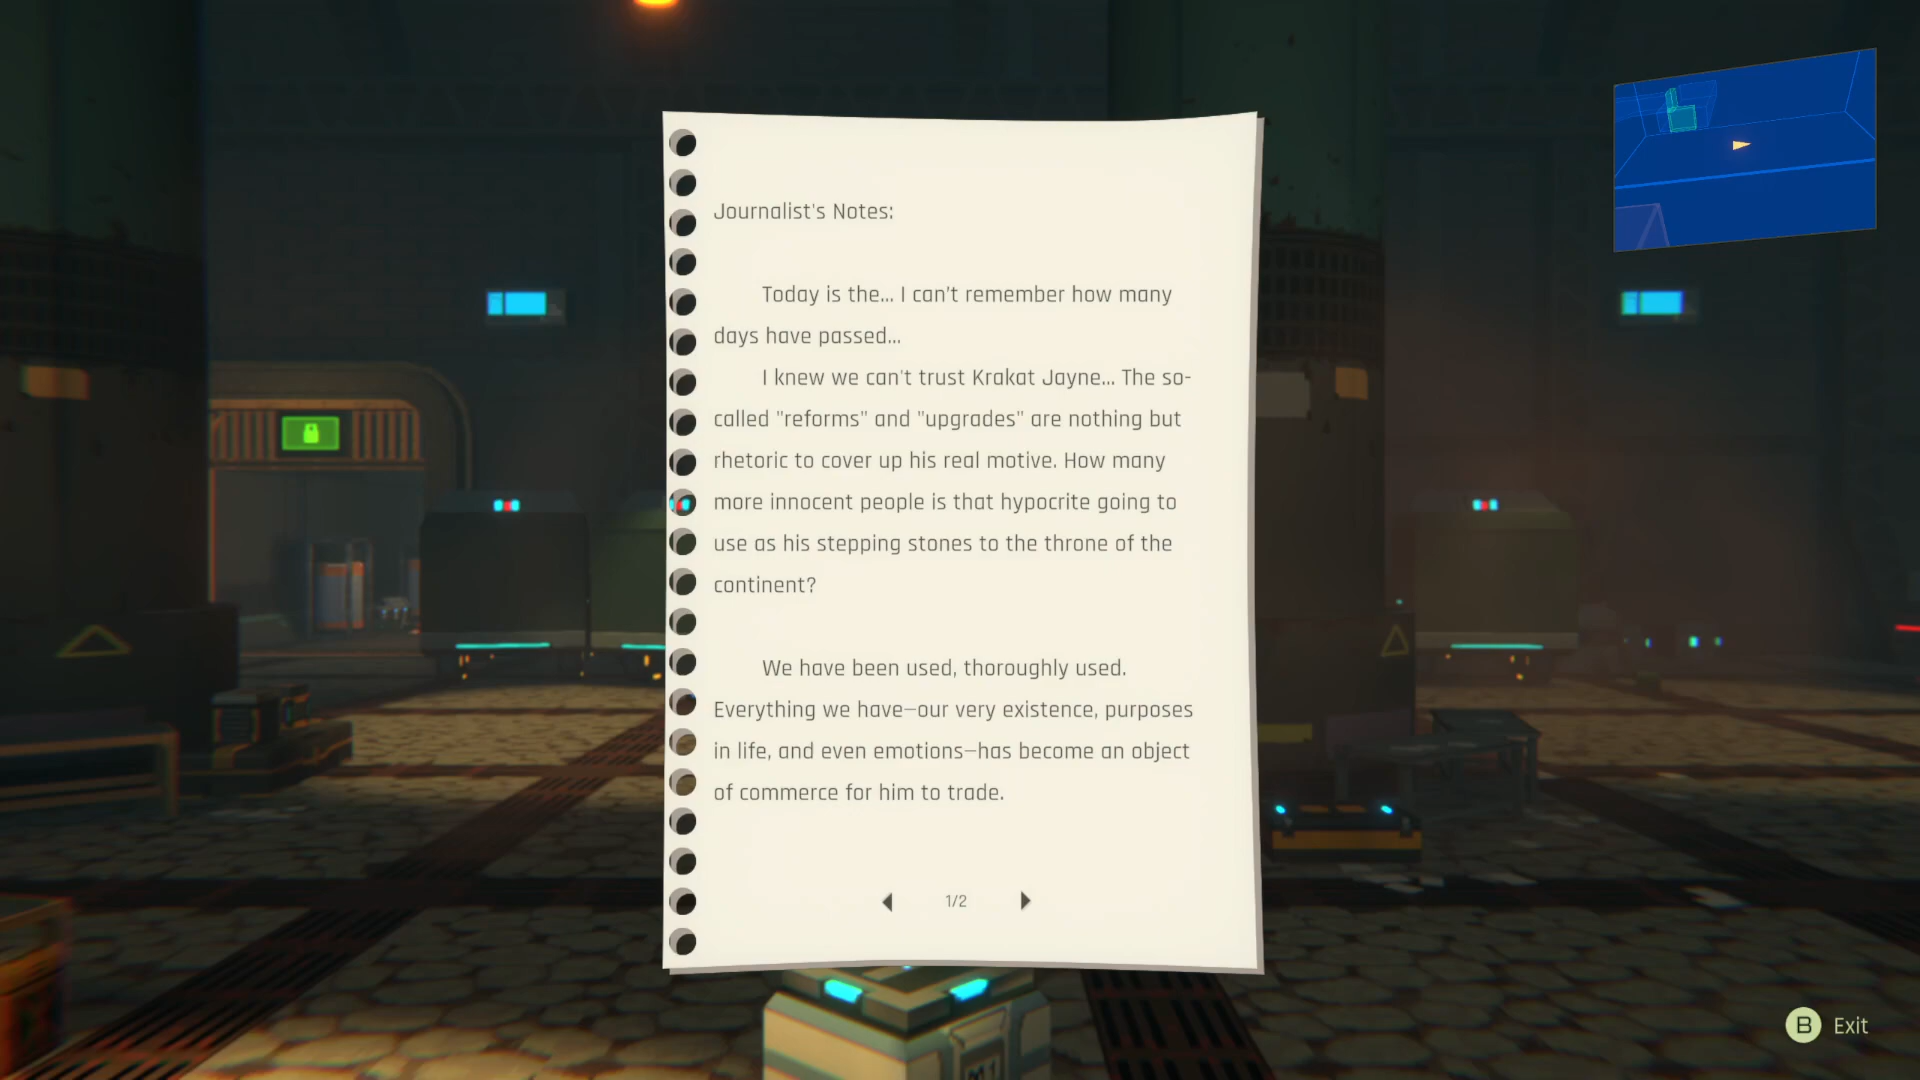 Journalist's Notes:
Today is the... I can't remember how many
days have passed...
I knew we can't trust Krakat Jayne... The so-
called "reforms" and "upgrades" are nothing but
rhetoric to cover up his real motive. How many
more innocent people is that hypocrite going to
use as his stepping stones to the throne of the
continent?
We have been used, thoroughly used.
Everything we have—our very existence, purposes
in life, and even emotions—has become an object
of commerce for him to trade.
1/2
B Exit